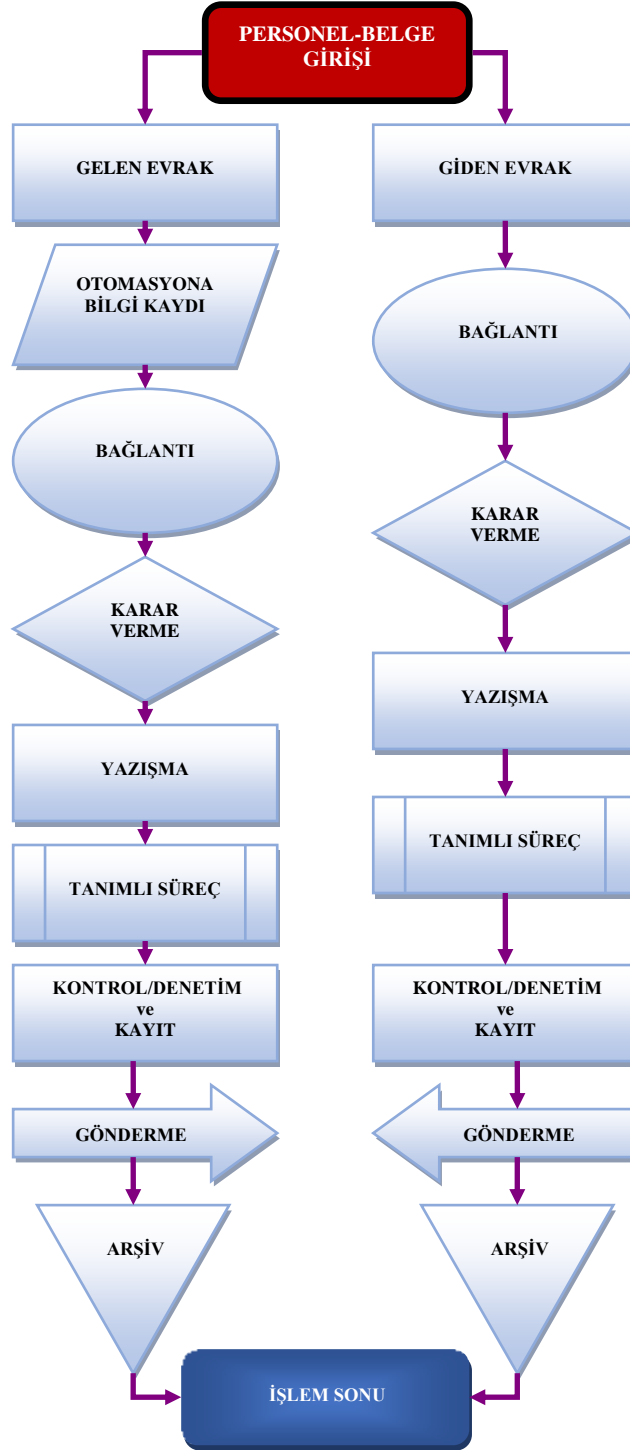 PERSONEL-BELGE
GİRİŞİ
GELEN EVRAK
OTOMASYONA
BİLGİ KAYDI
BAĞLANTI
KARAR
VERME
YAZIŞMA
TANIMLI SÜREÇ
KONTROL/DENETİM
ve
KAYIT
GÖNDERME
ARŞİV
GİDEN EVRAK
BAĞLANTI
KARAR
VERME
YAZIŞMA
TANIMLI SÜREÇ
KONTROL/DENETİM
ve
KAYIT
GÖNDERME
ARŞİV
İŞLEM SONU